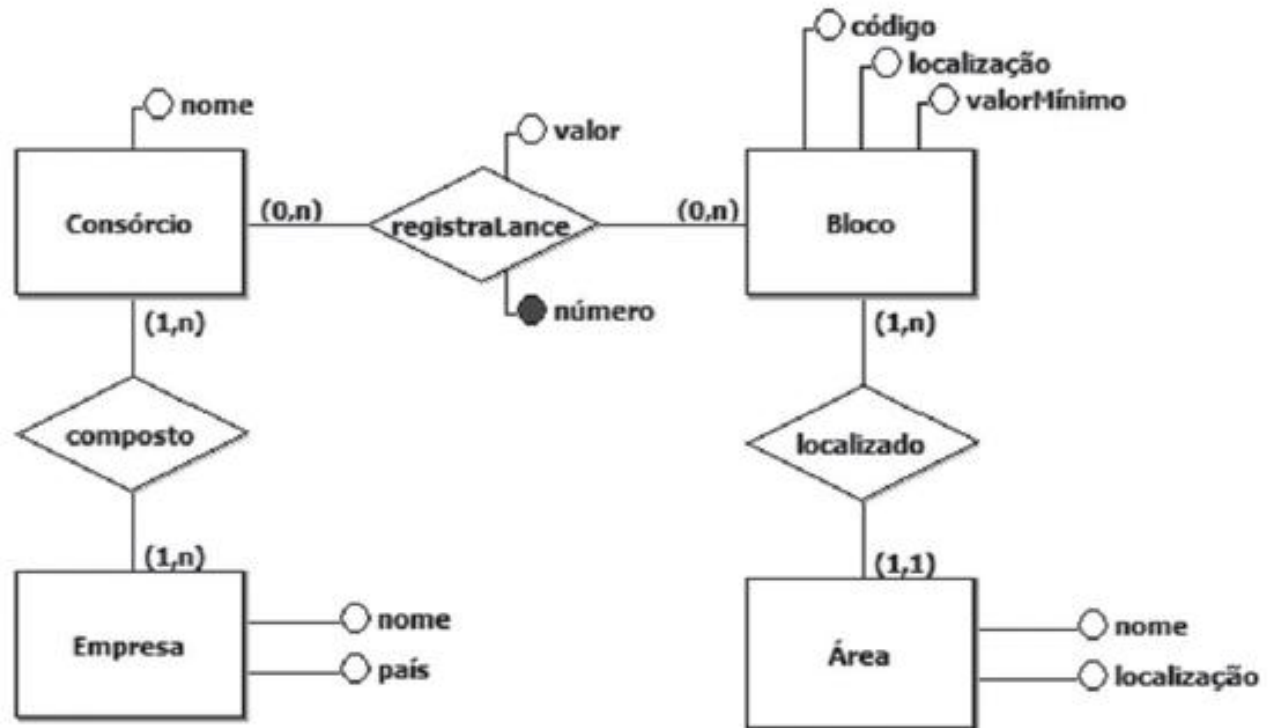 código
localização
valorMínimo
nome
valor
Consórcio
(0,n)
registraLance
(0,n)
Bloco
número
(1,n)
(1,n)
composto
localizado
(1,n)
(1,1)
Empresa
nome
país
Área
nome
localização